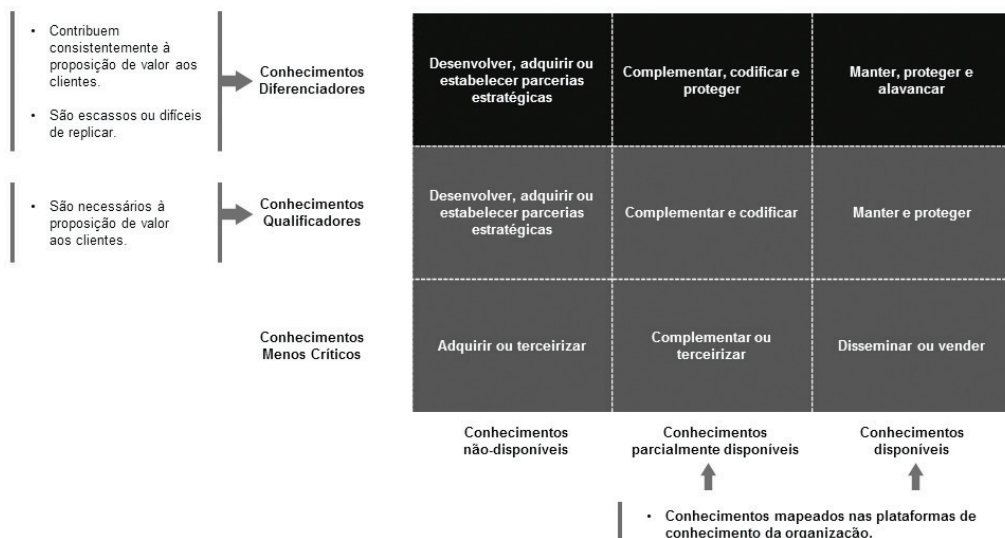 • Contribuem
consistentemente à
proposição de valor aos
clientes.
• São escassos ou difíceis
de replicar.
Conhecimentos
Diferenciadores
Desenvolver, adquirir ou
estabelecer parcerias
estratégicas
Complementar, codificar e
proteger
Manter, proteger e
alavancar
• São necessários à
proposição de valor
aos clientes.
Conhecimentos
Qualificadores
Desenvolver, adquirir ou
estabelecer parcerias
estratégicas
Complementar e codificar
Manter e proteger
Conhecimentos
Menos Críticos
Adquirir ou terceirizar
Complementar ou
terceirizar
Disseminar ou vender
Conhecimentos
não-disponíveis
Conhecimentos
parcialmente disponíveis
Conhecimentos
disponíveis
• Conhecimentos mapeados nas plataformas de
conhecimento da organização.